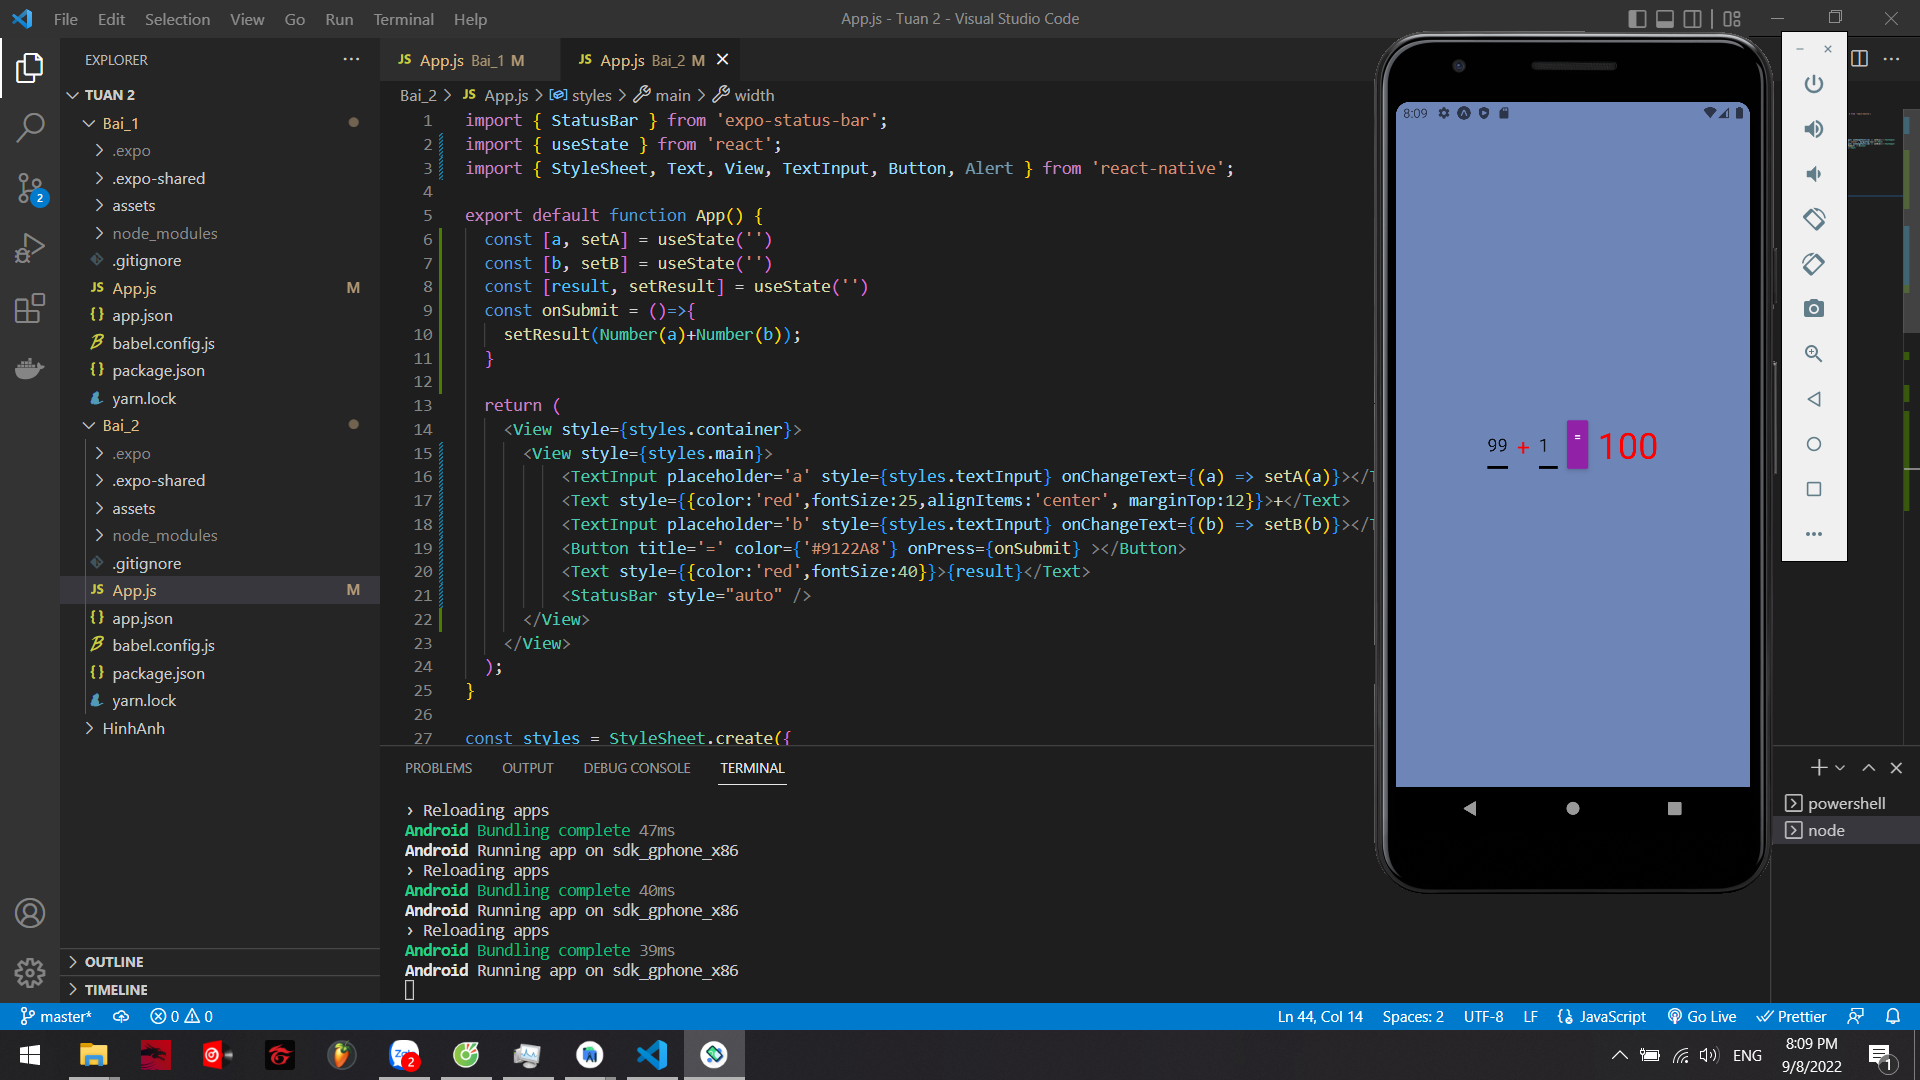 File Edit Selection View Go Run Terminal Help
App.js - Tuan 2 - Visual Studio Code
EXPLORER
TUAN 2
Bai_1
.expo
.expo-shared
assets
node_modules
.gitignore
JS App.js M
{} app.json
babel.config.js
{} package.json
yarn.lock
Bai_2
.expo
.expo-shared
assets
node_modules
.gitignore
JS App.js M
{} app.json
babel.config.js
{} package.json
yarn.lock
HinhAnh
OUTLINE
TIMELINE
2
JS App.js Bai_1 M
JS App.js Bai_2 M
Bai_2 > JS App.js > styles > main > width
1 import { StatusBar } from 'expo-status-bar';
2 import { useState } from 'react';
3 import { StyleSheet, Text, View, TextInput, Button, Alert } from 'react-native';
4
5 export default function App() {
6 const [a, setA] = useState('')
7 const [b, setB] = useState('')
8 const [result, setResult] = useState('')
9 const onSubmit = ()=>{
10 setResult(Number(a)+Number(b));
11 }
12
13 return (
14 <View style={styles.container}>
15 <View style={styles.main}>
16 <TextInput placeholder='a' style={styles.textInput} onChangeText={(a) => setA(a)}></T
17 <Text style={{color:'red',fontSize:25,alignItems:'center', marginTop:12}}>+</Text>
18 <TextInput placeholder='b' style={styles.textInput} onChangeText={(b) => setB(b)}></T
19 <Button title='=' color={'#9122A8'} onPress={onSubmit} ></Button>
20 <Text style={{color:'red',fontSize:40}}>{result}</Text>
21 <StatusBar style="auto" />
22 </View>
23 </View>
24 );
25 }
26
27 const styles = StyleSheet.create({
8:09
99 + 1 = 100
PROBLEMS OUTPUT DEBUG CONSOLE TERMINAL
› Reloading apps
Android Bundling complete 47ms
Android Running app on sdk_gphone_x86
› Reloading apps
Android Bundling complete 40ms
Android Running app on sdk_gphone_x86
› Reloading apps
Android Bundling complete 39ms
Android Running app on sdk_gphone_x86
powershell
node
master* 0 0
Ln 44, Col 14 Spaces: 2 UTF-8 LF {} JavaScript Go Live Prettier
2
ENG
8:09 PM
9/8/2022
1